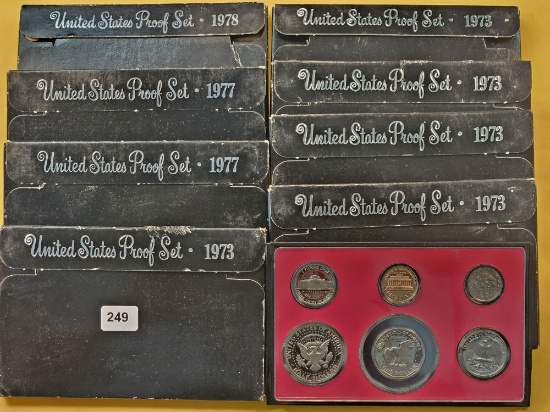 United States Proof Set · 1978
United States Proof Set · 1977
United States Proof Set · 1977
United States Proof Set · 1973
249
United States Proof Set · 1973
United States Proof Set · 1973
United States Proof Set · 1973
United States Proof Set · 1973